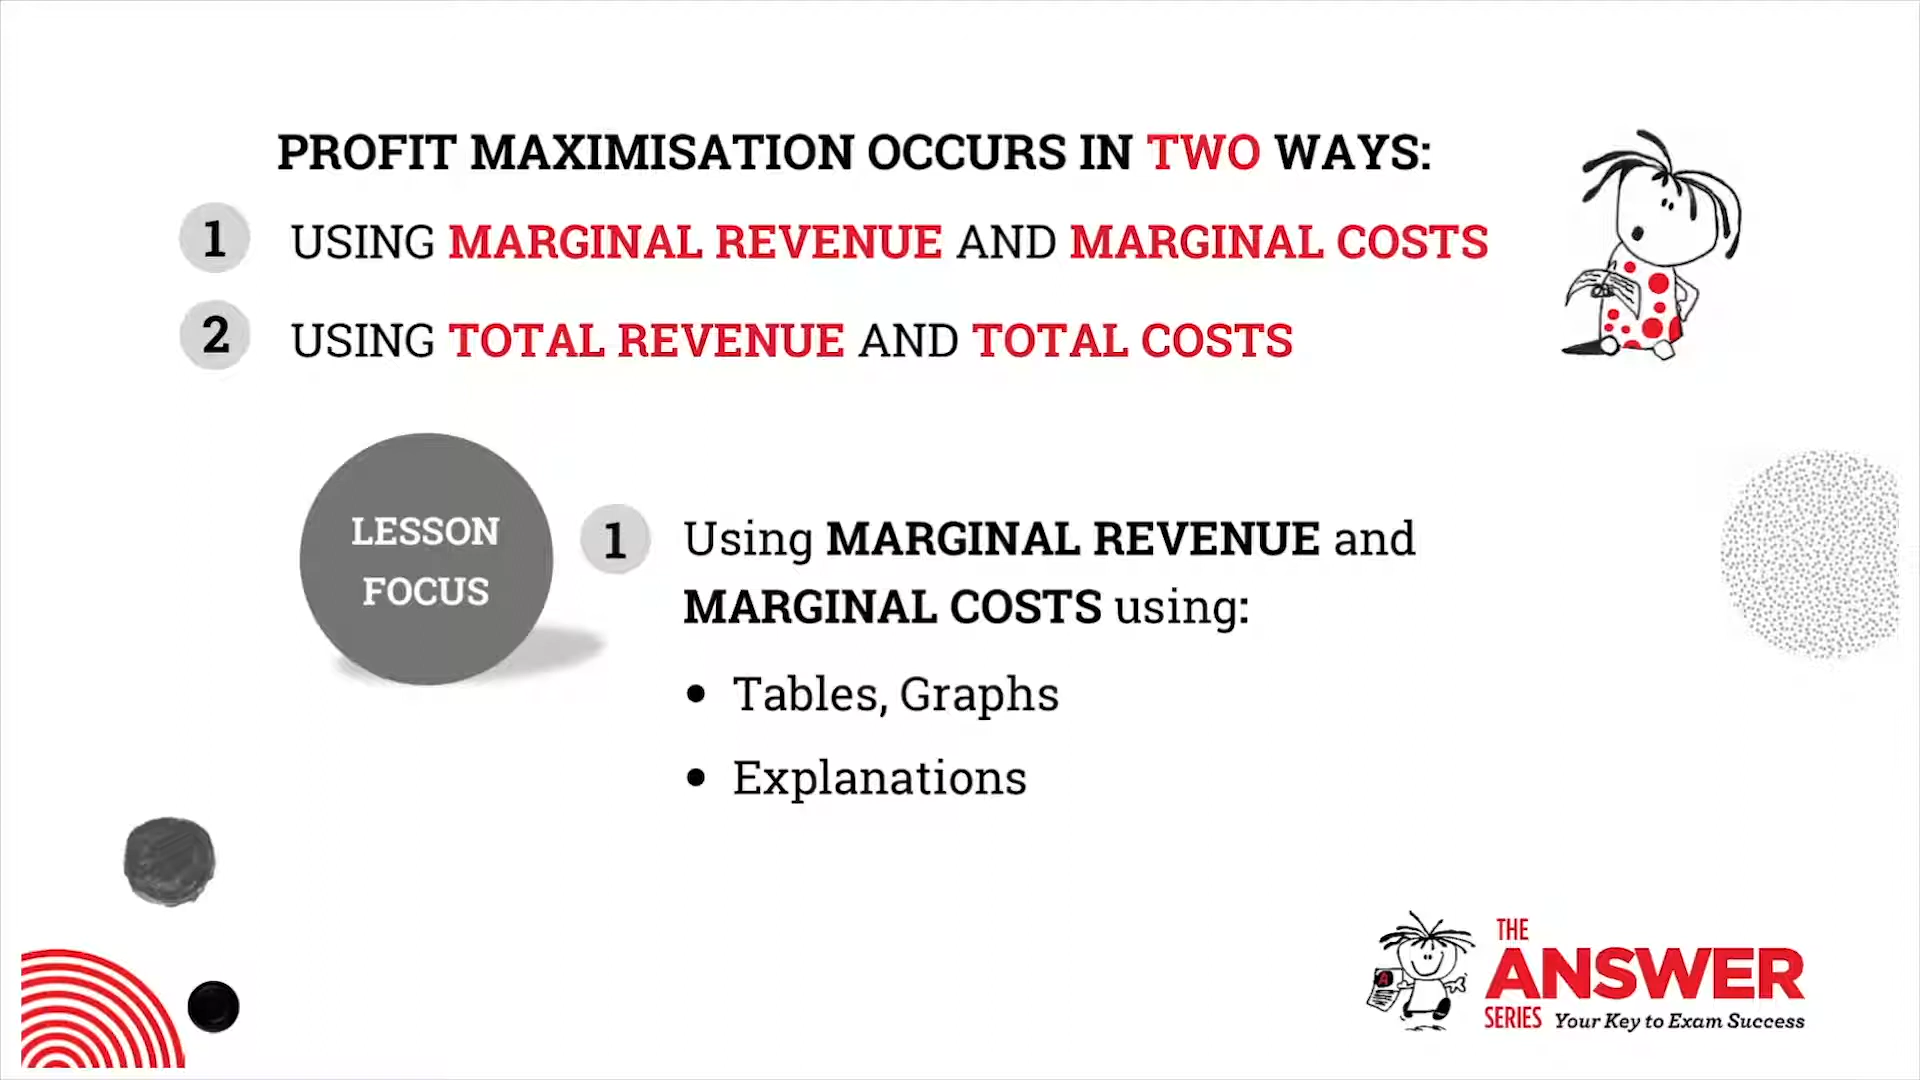 PROFIT MAXIMISATION OCCURS IN TWO WAYS:
1 USING MARGINAL REVENUE AND MARGINAL COSTS
2 USING TOTAL REVENUE AND TOTAL COSTS
LESSON
FOCUS
1 Using MARGINAL REVENUE and
MARGINAL COSTS using:
• Tables, Graphs
• Explanations
A
THE
ANSWER
SERIES Your Key to Exam Success